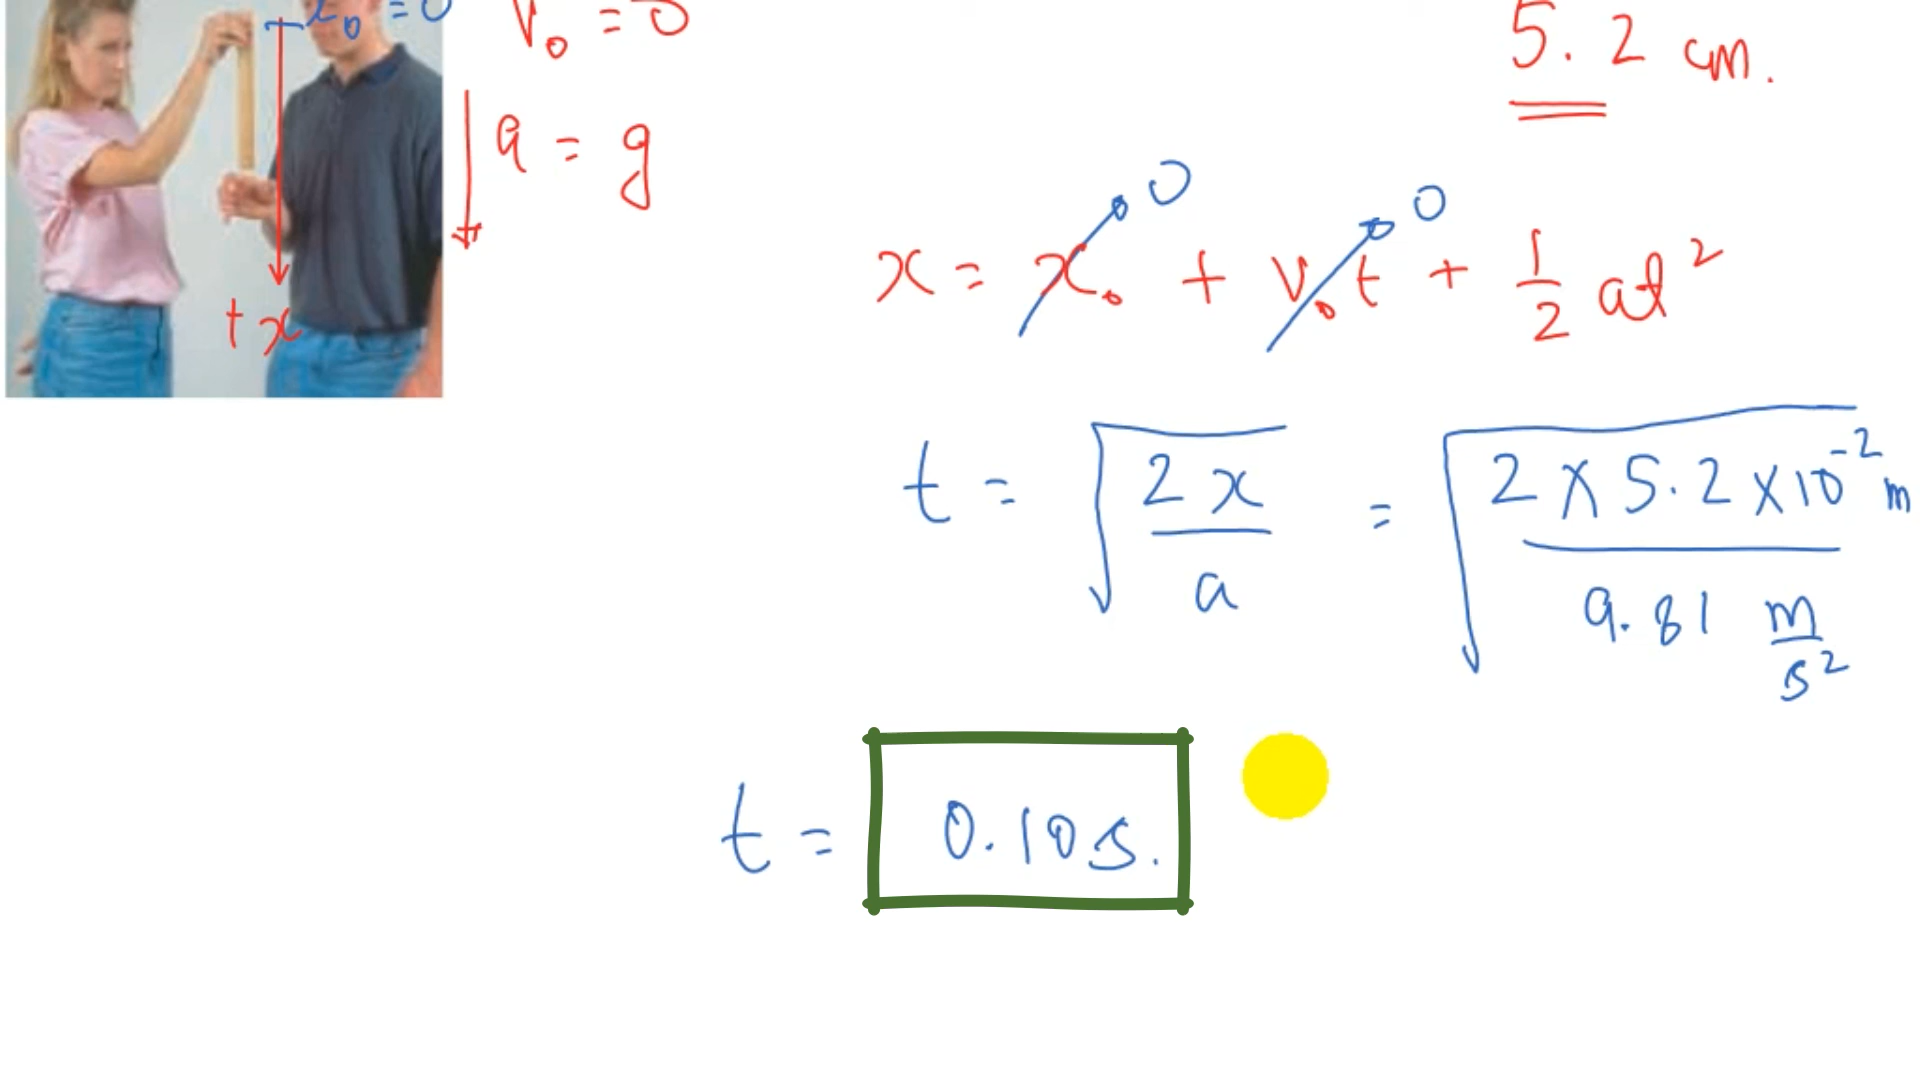 x₀ = 0
v₀ = 0
5.2 cm.
a = g
0
0
x = x₀ + v₀t + 1/2 at²
+x
t = √(2x/a) = √(2 × 5.2 × 10⁻² m / 9.81 m/s²)
t = 0.10 s.